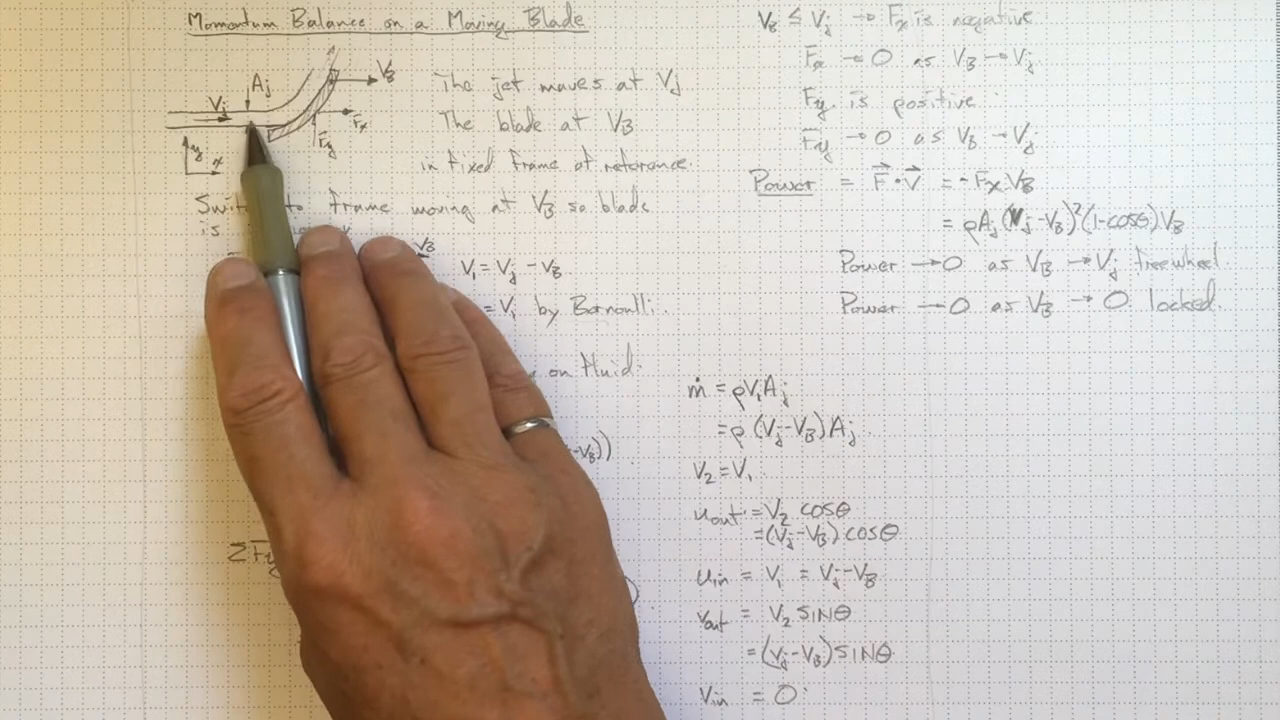 Momentum Balance on a Moving Blade
Aj
Vj
VB
Fx
Fy
y
x
The jet moves at Vj
The blade at VB
in fixed frame of reference.
Switch to frame moving at VB so blade
is
VB
V₁ = Vj - VB
= V₁ by Bernoulli.
on fluid.
-VB))
ΣFy
VB ≤ Vj → Fx is negative
Fx → 0 as VB → Vj
Fy is positive
Fy → 0 as VB → Vj
Power = F⃗·V⃗ = -FxVB
= ρAj(Vj-VB)²(1-cosθ)VB
Power → 0 as VB → Vj freewheel
Power → 0 as VB → 0 locked.
ṁ = ρV₁Aj
= ρ(Vj-VB)Aj
V₂ = V₁
uout = V₂ cosθ
= (Vj-VB) cosθ
uin = V₁ = Vj-VB
vout = V₂ SINθ
= (Vj-VB) SINθ
vin = 0